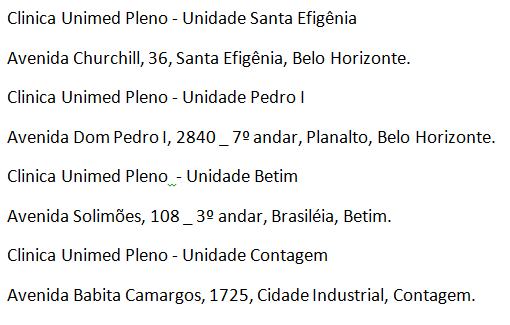 Clinica Unimed Pleno - Unidade Santa Efigênia
Avenida Churchill, 36, Santa Efigênia, Belo Horizonte.
Clinica Unimed Pleno - Unidade Pedro I
Avenida Dom Pedro I, 2840 _ 7º andar, Planalto, Belo Horizonte.
Clinica Unimed Pleno - Unidade Betim
Avenida Solimões, 108 _ 3º andar, Brasiléia, Betim.
Clinica Unimed Pleno - Unidade Contagem
Avenida Babita Camargos, 1725, Cidade Industrial, Contagem.